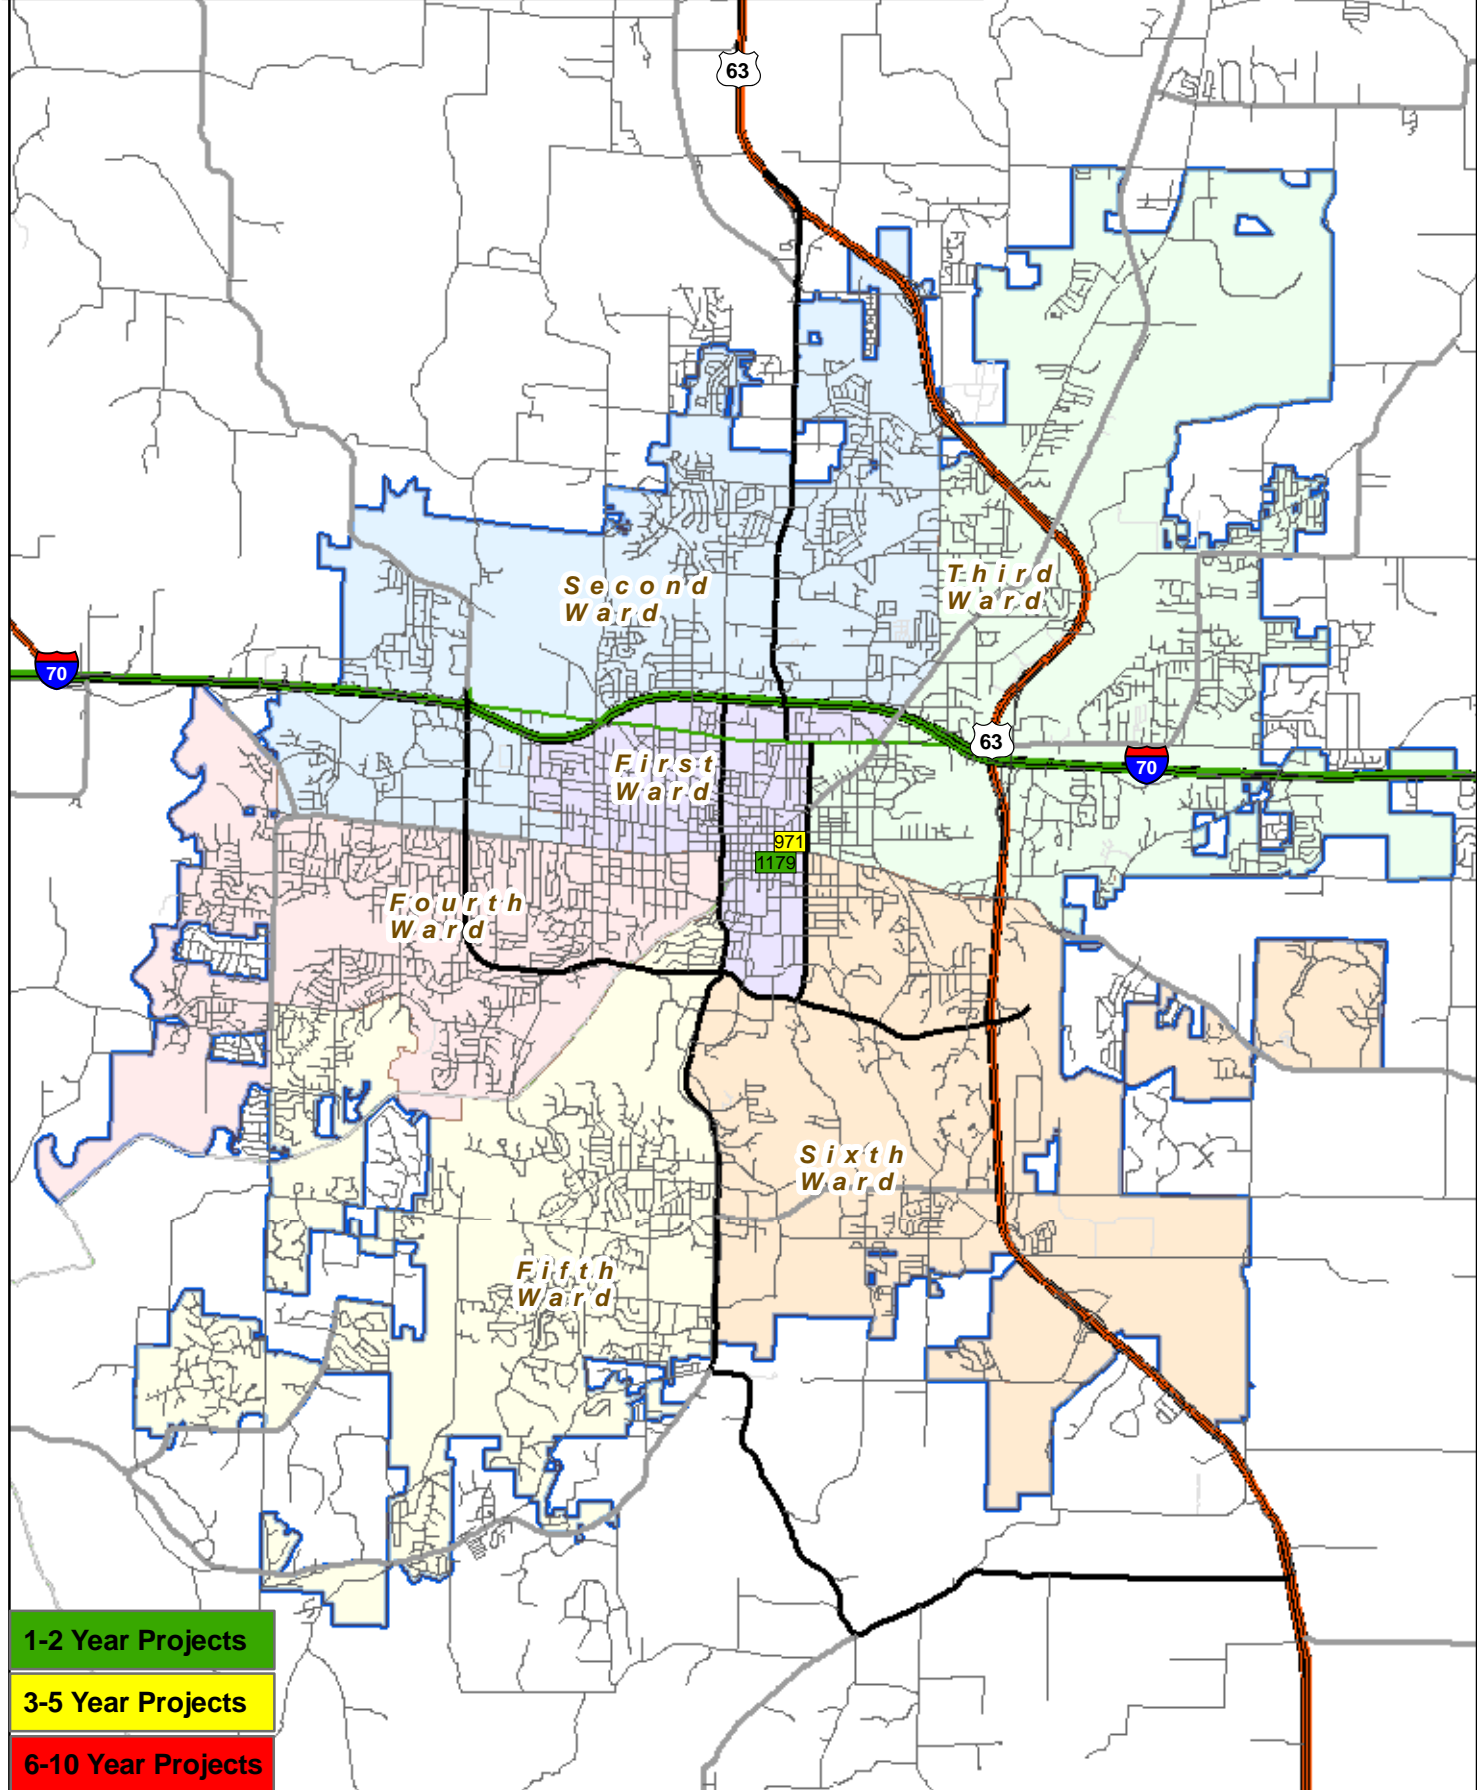 63
Second
Ward
Third
Ward
70
63
70
First
Ward
971
1179
Fourth
Ward
Sixth
Ward
Fifth
Ward
1-2 Year Projects
3-5 Year Projects
6-10 Year Projects